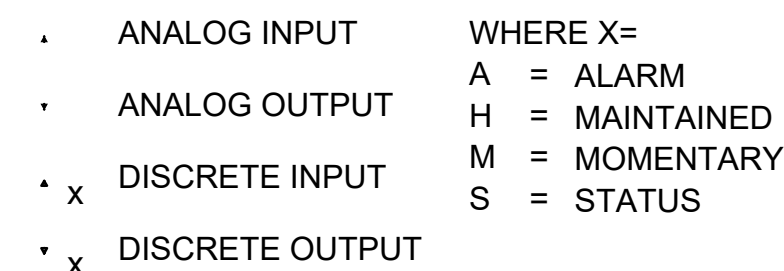 ANALOG INPUT
ANALOG OUTPUT
X DISCRETE INPUT
X DISCRETE OUTPUT
WHERE X=
A = ALARM
H = MAINTAINED
M = MOMENTARY
S = STATUS